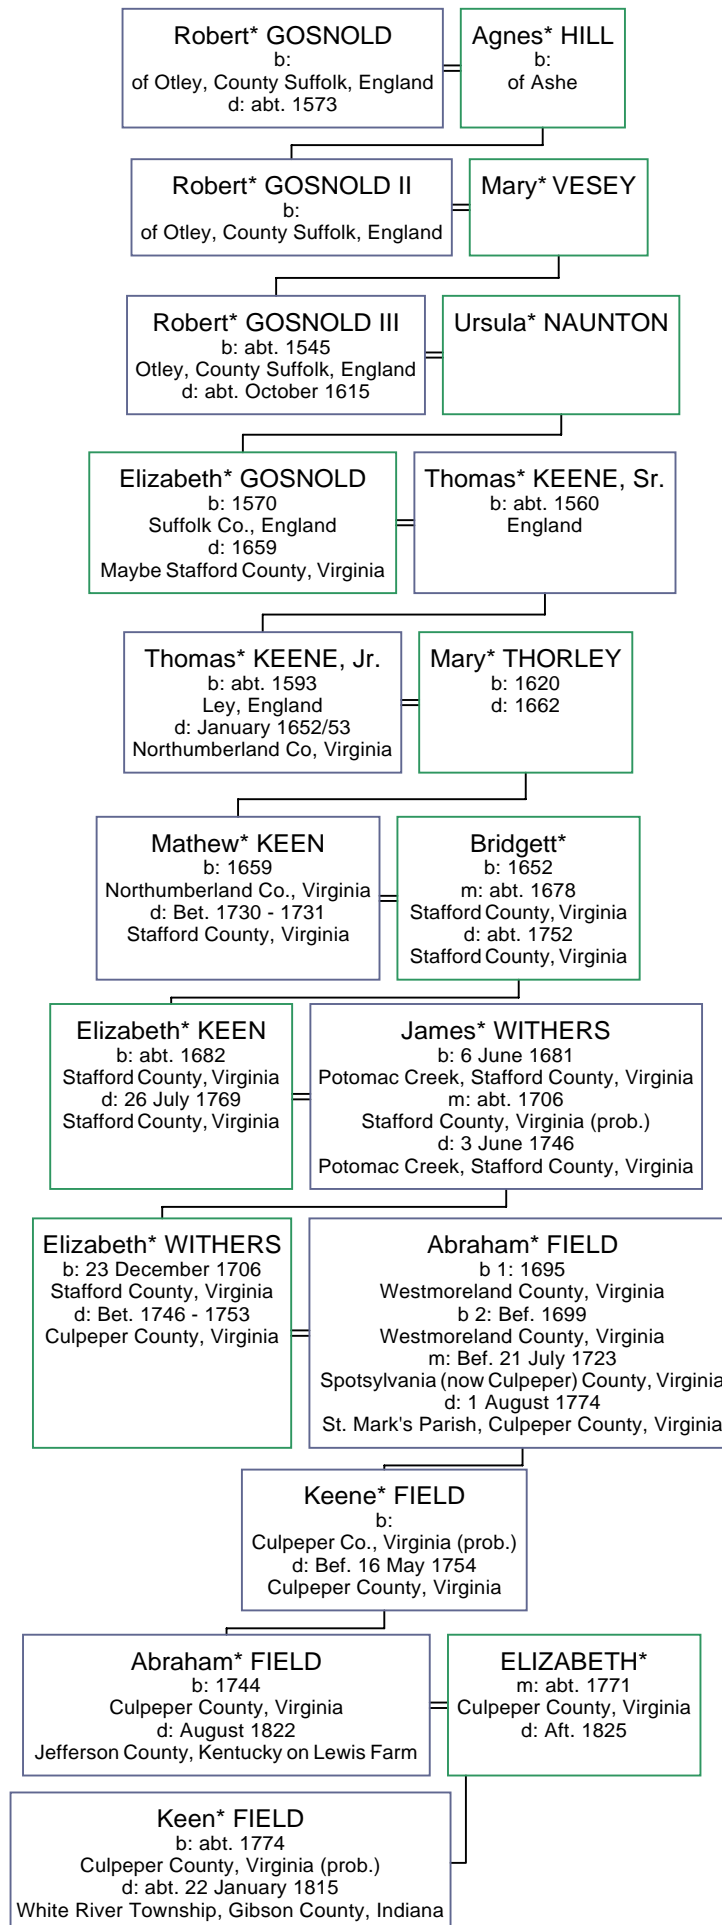 Robert* GOSNOLD
b:
of Otley, County Suffolk, England
d: abt. 1573
Agnes* HILL
b:
of Ashe
Robert* GOSNOLD II
b:
of Otley, County Suffolk, England
Mary* VESEY
Robert* GOSNOLD III
b: abt. 1545
Otley, County Suffolk, England
d: abt. October 1615
Ursula* NAUNTON
Elizabeth* GOSNOLD
b: 1570
Suffolk Co., England
d: 1659
Maybe Stafford County, Virginia
Thomas* KEENE, Sr.
b: abt. 1560
England
Thomas* KEENE, Jr.
b: abt. 1593
Ley, England
d: January 1652/53
Northumberland Co, Virginia
Mary* THORLEY
b: 1620
d: 1662
Mathew* KEEN
b: 1659
Northumberland Co., Virginia
d: Bet. 1730 - 1731
Stafford County, Virginia
Bridgett*
b: 1652
m: abt. 1678
Stafford County, Virginia
d: abt. 1752
Stafford County, Virginia
Elizabeth* KEEN
b: abt. 1682
Stafford County, Virginia
d: 26 July 1769
Stafford County, Virginia
James* WITHERS
b: 6 June 1681
Potomac Creek, Stafford County, Virginia
m: abt. 1706
Stafford County, Virginia (prob.)
d: 3 June 1746
Potomac Creek, Stafford County, Virginia
Elizabeth* WITHERS
b: 23 December 1706
Stafford County, Virginia
d: Bet. 1746 - 1753
Culpeper County, Virginia
Abraham* FIELD
b 1: 1695
Westmoreland County, Virginia
b 2: Bef. 1699
Westmoreland County, Virginia
m: Bef. 21 July 1723
Spotsylvania (now Culpeper) County, Virginia
d: 1 August 1774
St. Mark's Parish, Culpeper County, Virginia
Keene* FIELD
b:
Culpeper Co., Virginia (prob.)
d: Bef. 16 May 1754
Culpeper County, Virginia
Abraham* FIELD
b: 1744
Culpeper County, Virginia
d: August 1822
Jefferson County, Kentucky on Lewis Farm
ELIZABETH*
m: abt. 1771
Culpeper County, Virginia
d: Aft. 1825
Keen* FIELD
b: abt. 1774
Culpeper County, Virginia (prob.)
d: abt. 22 January 1815
White River Township, Gibson County, Indiana